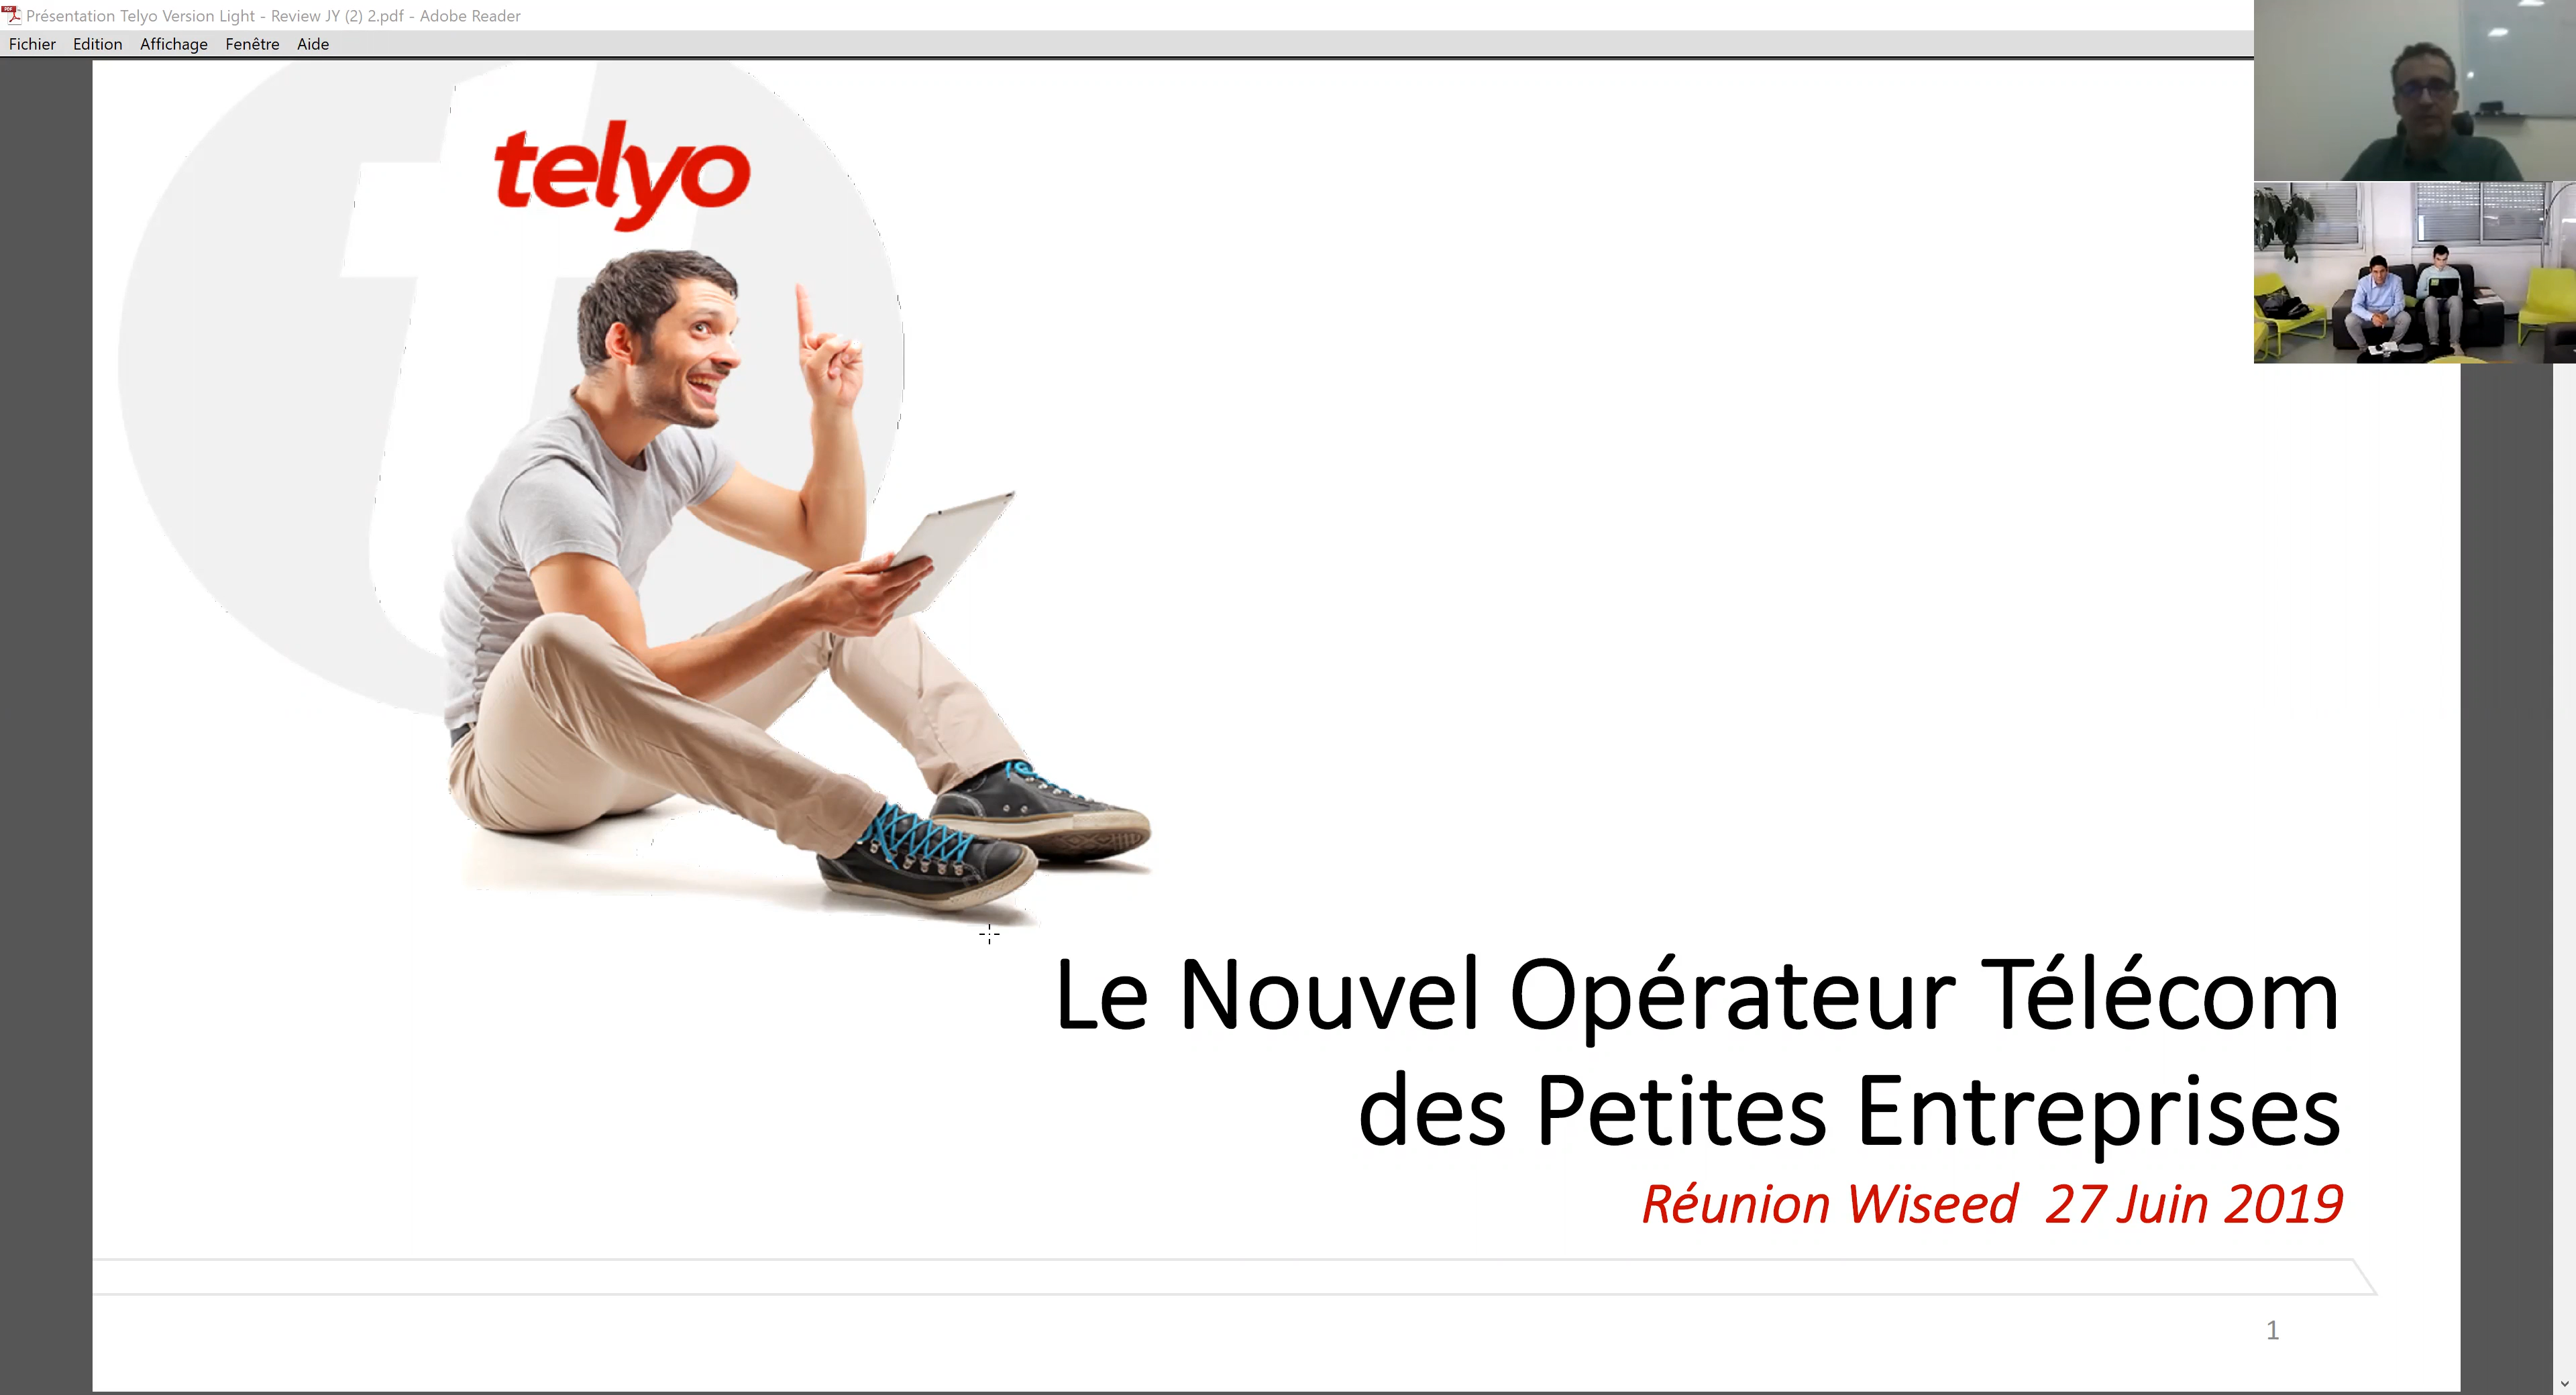 Présentation Telyo Version Light - Review JY (2) 2.pdf - Adobe Reader
Fichier Edition Affichage Fenêtre Aide
telyo
Le Nouvel Opérateur Télécom
des Petites Entreprises
Réunion Wiseed 27 Juin 2019
1